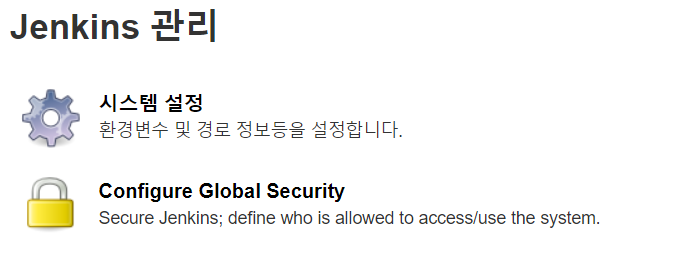 Jenkins 관리
시스템 설정
환경변수 및 경로 정보등을 설정합니다.
Configure Global Security
Secure Jenkins; define who is allowed to access/use the system.